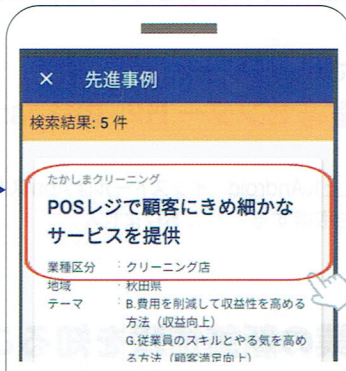 × 先進事例
検索結果: 5 件
たかしまクリーニング
POSレジで顧客にきめ細かな
サービスを提供
業種区分 : クリーニング店
地域 : 秋田県
テーマ : B.費用を削減して収益性を高める
方法（収益向上）
G.従業員のスキルとやる気を高め
る方法（顧客満足向上）